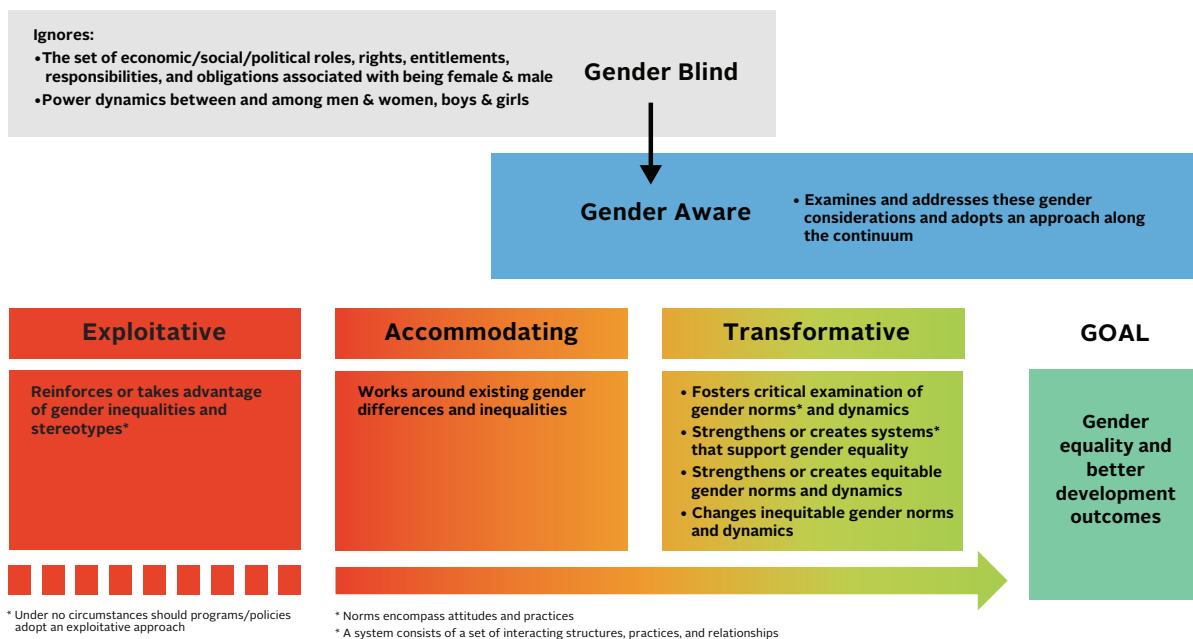 Ignores:
•The set of economic/social/political roles, rights, entitlements,
responsibilities, and obligations associated with being female & male
•Power dynamics between and among men & women, boys & girls
Gender Blind
Gender Aware
• Examines and addresses these gender
considerations and adopts an approach along
the continuum
Exploitative
Reinforces or takes advantage
of gender inequalities and
stereotypes*
Accommodating
Works around existing gender
differences and inequalities
Transformative
• Fosters critical examination of
gender norms* and dynamics
• Strengthens or creates systems*
that support gender equality
• Strengthens or creates equitable
gender norms and dynamics
• Changes inequitable gender norms
and dynamics
GOAL
Gender
equality and
better
development
outcomes
* Under no circumstances should programs/policies
adopt an exploitative approach
* Norms encompass attitudes and practices
* A system consists of a set of interacting structures, practices, and relationships